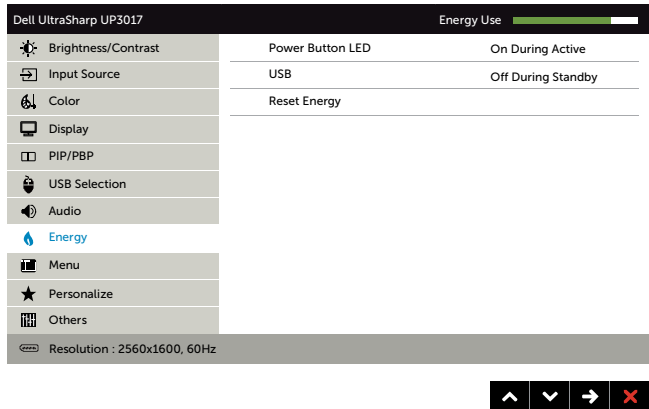 Dell UltraSharp UP3017 Energy Use
Brightness/Contrast Power Button LED On During Active
Input Source USB Off During Standby
Color Reset Energy
Display
PIP/PBP
USB Selection
Audio
Energy
Menu
Personalize
Others
Resolution : 2560x1600, 60Hz